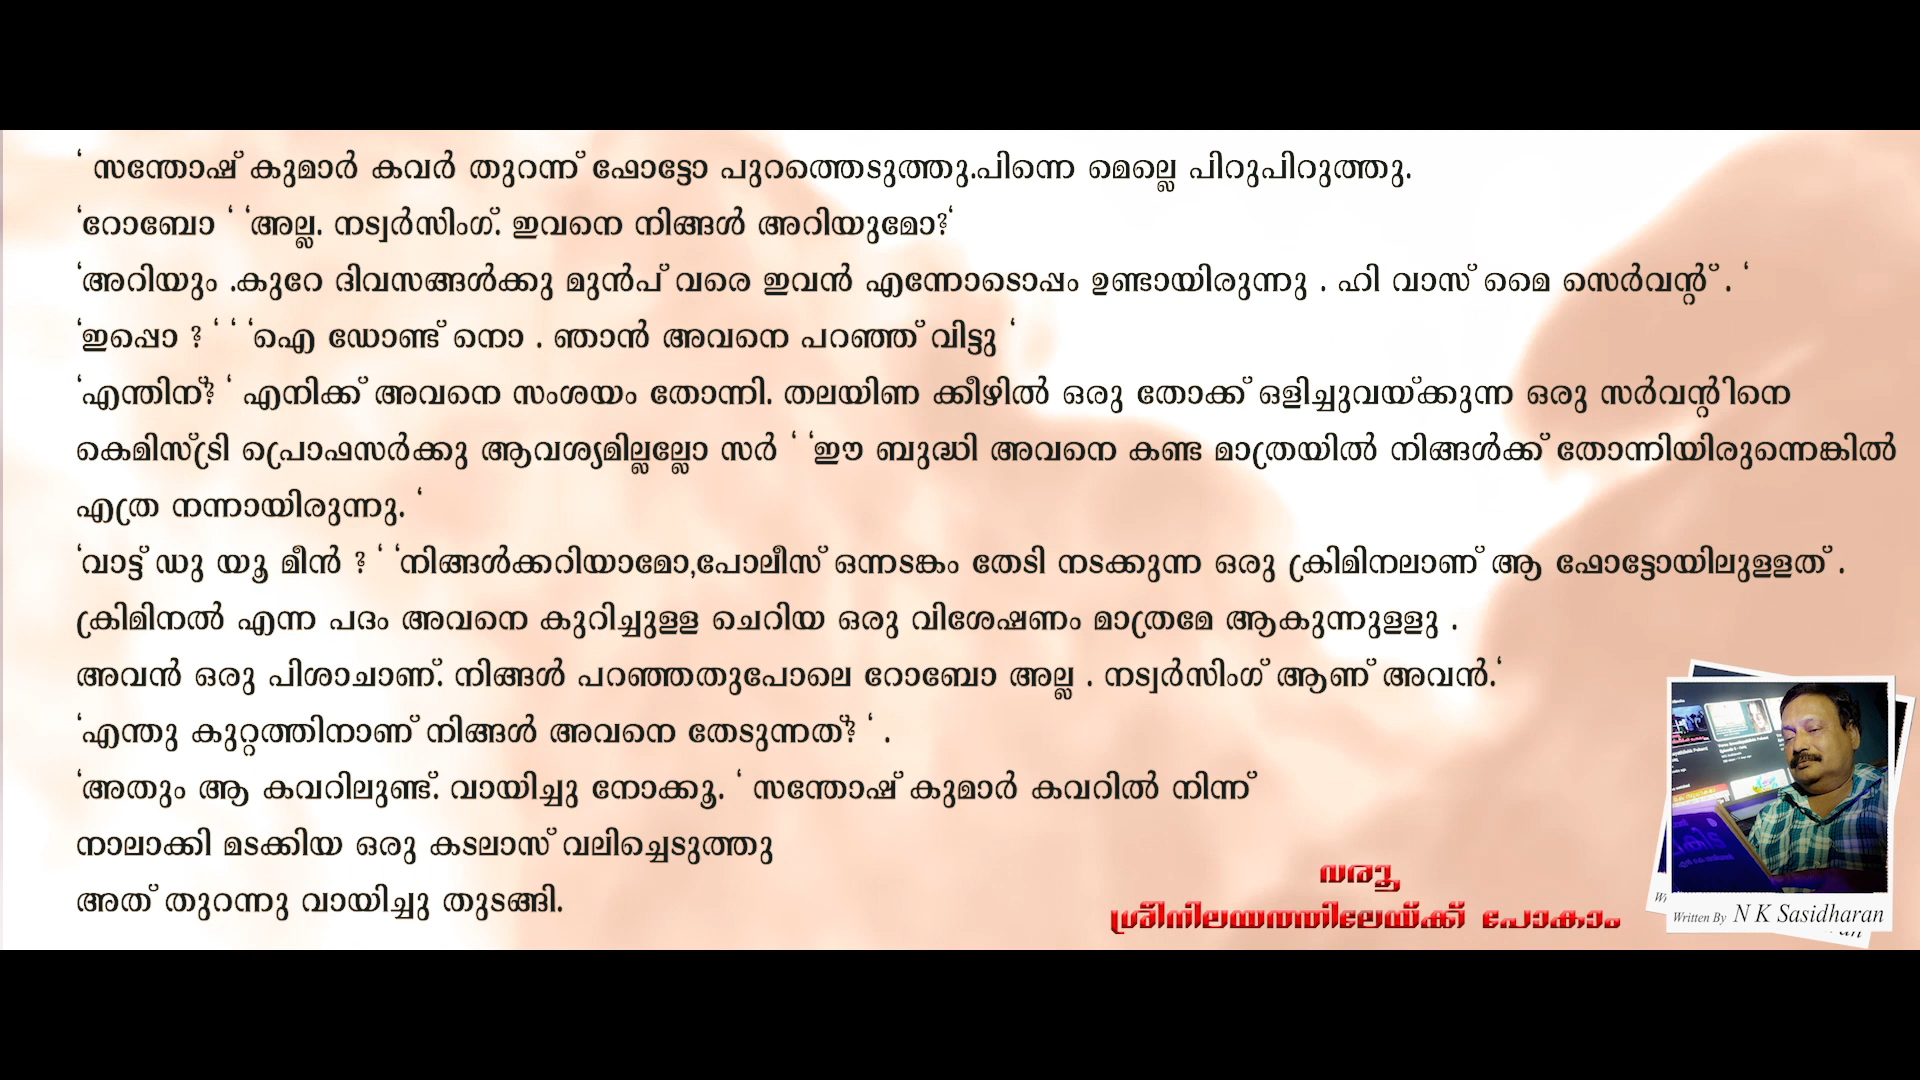 ‘ സന്തോഷ് കുമാർ കവർ തുറന്ന് ഫോട്ടോ പുറത്തെടുത്തു.പിന്നെ മെല്ലെ പിറുപിറുത്തു.
‘റോബോ ‘ ‘അല്ല. നട്വർസിംഗ്. ഇവനെ നിങ്ങൾ അറിയുമോ?‘
‘അറിയും .കുറേ ദിവസങ്ങൾക്കു മുൻപ് വരെ ഇവൻ എന്നോടൊപ്പം ഉണ്ടായിരുന്നു . ഹി വാസ് മൈ സെർവന്റ് . ‘
‘ഇപ്പൊ ? ‘ ‘ ‘ഐ ഡോണ്ട് നൊ . ഞാൻ അവനെ പറഞ്ഞ് വിട്ടു ‘
‘എന്തിന്? ‘ എനിക്ക് അവനെ സംശയം തോന്നി. തലയിണ ക്കീഴിൽ ഒരു തോക്ക് ഒളിച്ചുവയ്ക്കുന്ന ഒരു സർവന്റിനെ
കെമിസ്ട്രി പ്രൊഫസർക്കു ആവശ്യമില്ലല്ലോ സർ ‘ ‘ഈ ബുദ്ധി അവനെ കണ്ട മാത്രയിൽ നിങ്ങൾക്ക് തോന്നിയിരുന്നെങ്കിൽ
എത്ര നന്നായിരുന്നു. ‘
‘വാട്ട് ഡു യൂ മീൻ ? ‘ ‘നിങ്ങൾക്കറിയാമോ,പോലീസ് ഒന്നടങ്കം തേടി നടക്കുന്ന ഒരു ക്രിമിനലാണ് ആ ഫോട്ടോയിലുളളത് .
ക്രിമിനൽ എന്ന പദം അവനെ കുറിച്ചുളള ചെറിയ ഒരു വിശേഷണം മാത്രമേ ആകുന്നുളളു .
അവൻ ഒരു പിശാചാണ്. നിങ്ങൾ പറഞ്ഞതുപോലെ റോബോ അല്ല . നട്വർസിംഗ് ആണ് അവൻ.‘
‘എന്തു കുറ്റത്തിനാണ് നിങ്ങൾ അവനെ തേടുന്നത്? ‘ .
‘അതും ആ കവറിലുണ്ട്. വായിച്ചു നോക്കൂ. ‘ സന്തോഷ് കുമാർ കവറിൽ നിന്ന്
നാലാക്കി മടക്കിയ ഒരു കടലാസ് വലിച്ചെടുത്തു
അത് തുറന്നു വായിച്ചു തുടങ്ങി.
വരൂ
ശ്രീനിലയത്തിലേയ്ക്ക് പോകാം
Written By N K Sasidharan